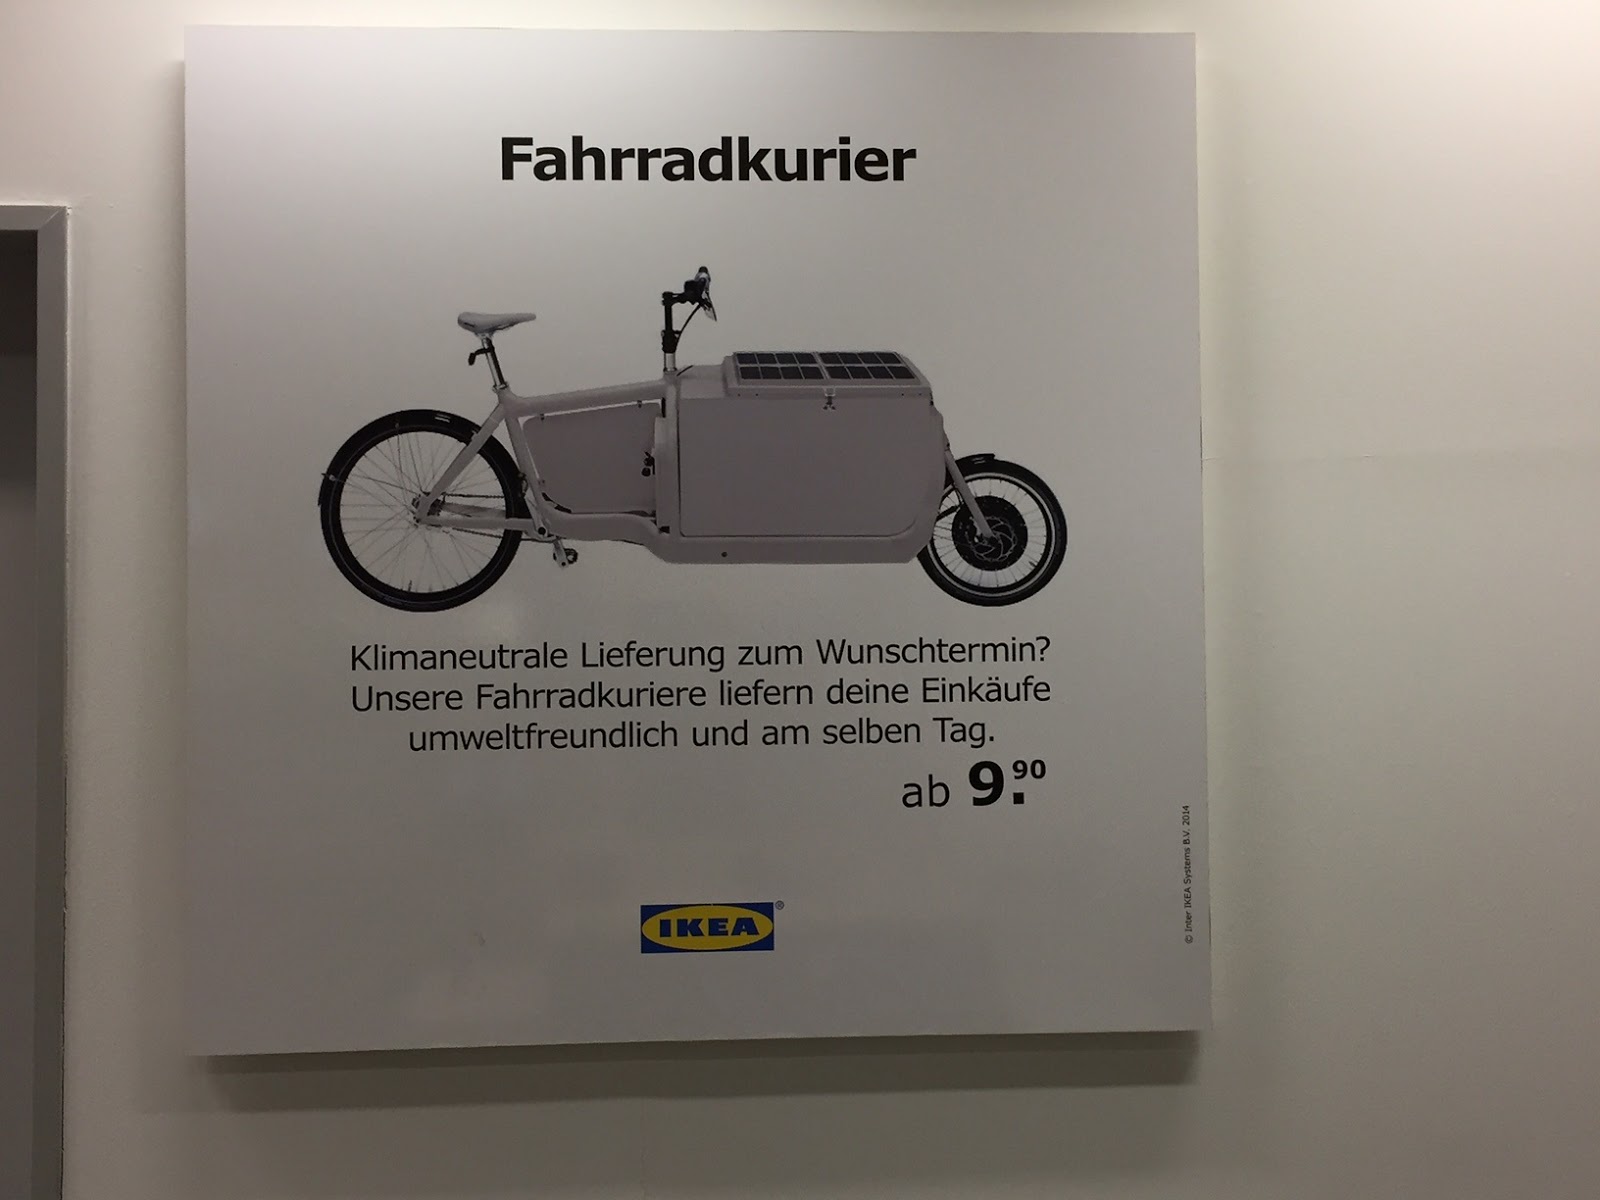 Fahrradkurier
Klimaneutrale Lieferung zum Wunschtermin?
Unsere Fahrradkuriere liefern deine Einkäufe
umweltfreundlich und am selben Tag.
ab 9.90
IKEA®
© Inter IKEA Systems B.V. 2014